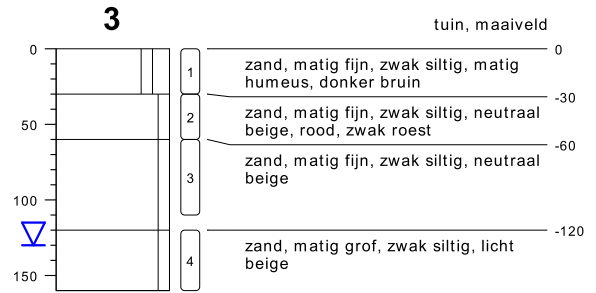 3
tuin, maaiveld
0
0
1
zand, matig fijn, zwak siltig, matig
humeus, donker bruin
-30
2
zand, matig fijn, zwak siltig, neutraal
beige, rood, zwak roest
50
-60
3
zand, matig fijn, zwak siltig, neutraal
beige
100
-120
4
zand, matig grof, zwak siltig, licht
beige
150